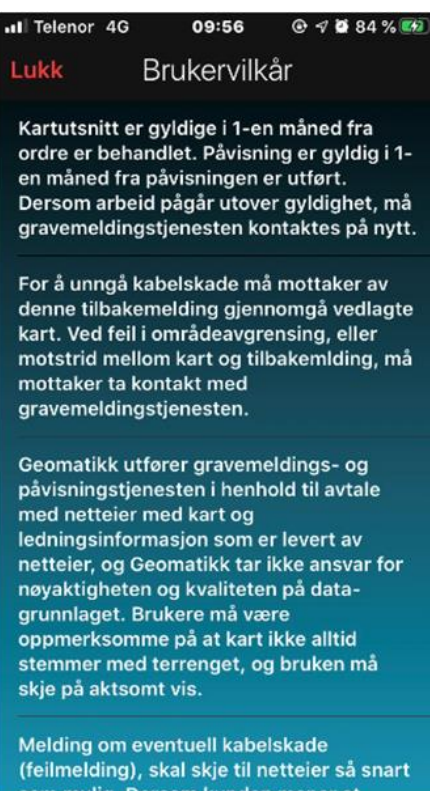 Telenor 4G 09:56 84 %
Lukk Brukervilkår
Kartutsnitt er gyldige i 1-en måned fra
ordre er behandlet. Påvisning er gyldig i 1-
en måned fra påvisningen er utført.
Dersom arbeid pågår utover gyldighet, må
gravemeldingstjenesten kontaktes på nytt.
For å unngå kabelskade må mottaker av
denne tilbakemelding gjennomgå vedlagte
kart. Ved feil i områdeavgrensing, eller
motstrid mellom kart og tilbakemlding, må
mottaker ta kontakt med
gravemeldingstjenesten.
Geomatikk utfører gravemeldings- og
påvisningstjenesten i henhold til avtale
med netteier med kart og
ledningsinformasjon som er levert av
netteier, og Geomatikk tar ikke ansvar for
nøyaktigheten og kvaliteten på data-
grunnlaget. Brukere må være
oppmerksomme på at kart ikke alltid
stemmer med terrenget, og bruken må
skje på aktsomt vis.
Melding om eventuell kabelskade
(feilmelding), skal skje til netteier så snart